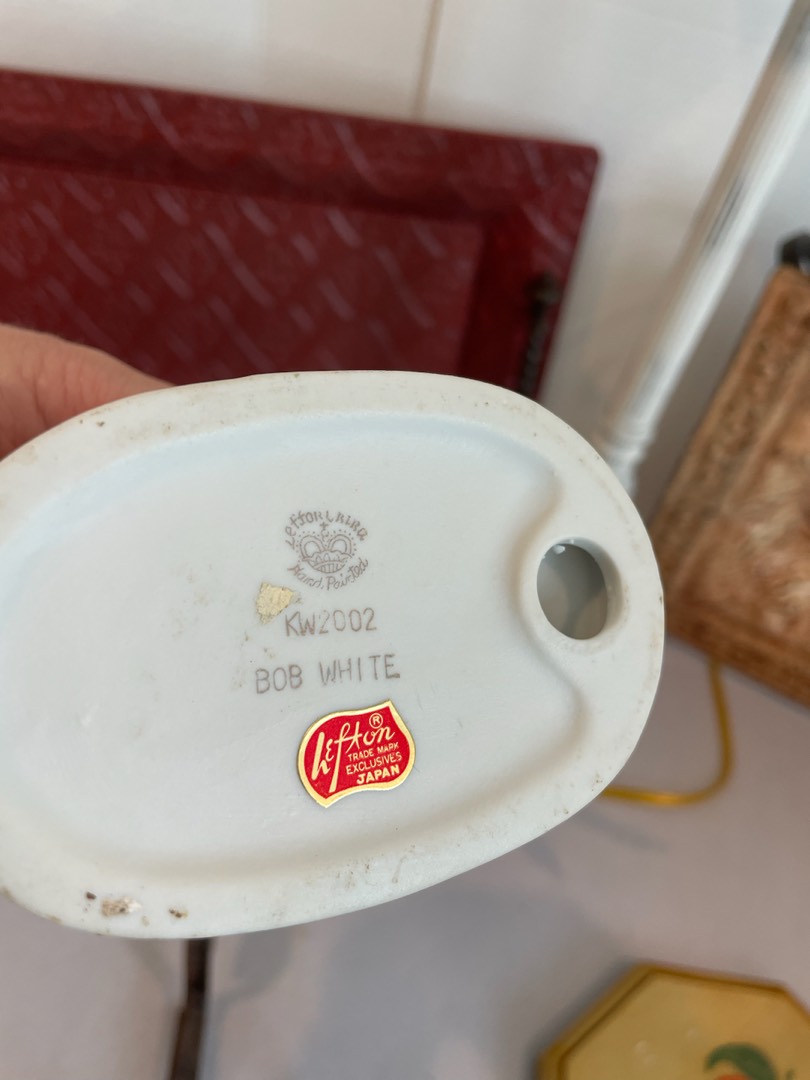 Lefton China
Hand Painted
KW2002
BOB WHITE
Lefton ®
TRADE MARK
EXCLUSIVES
JAPAN